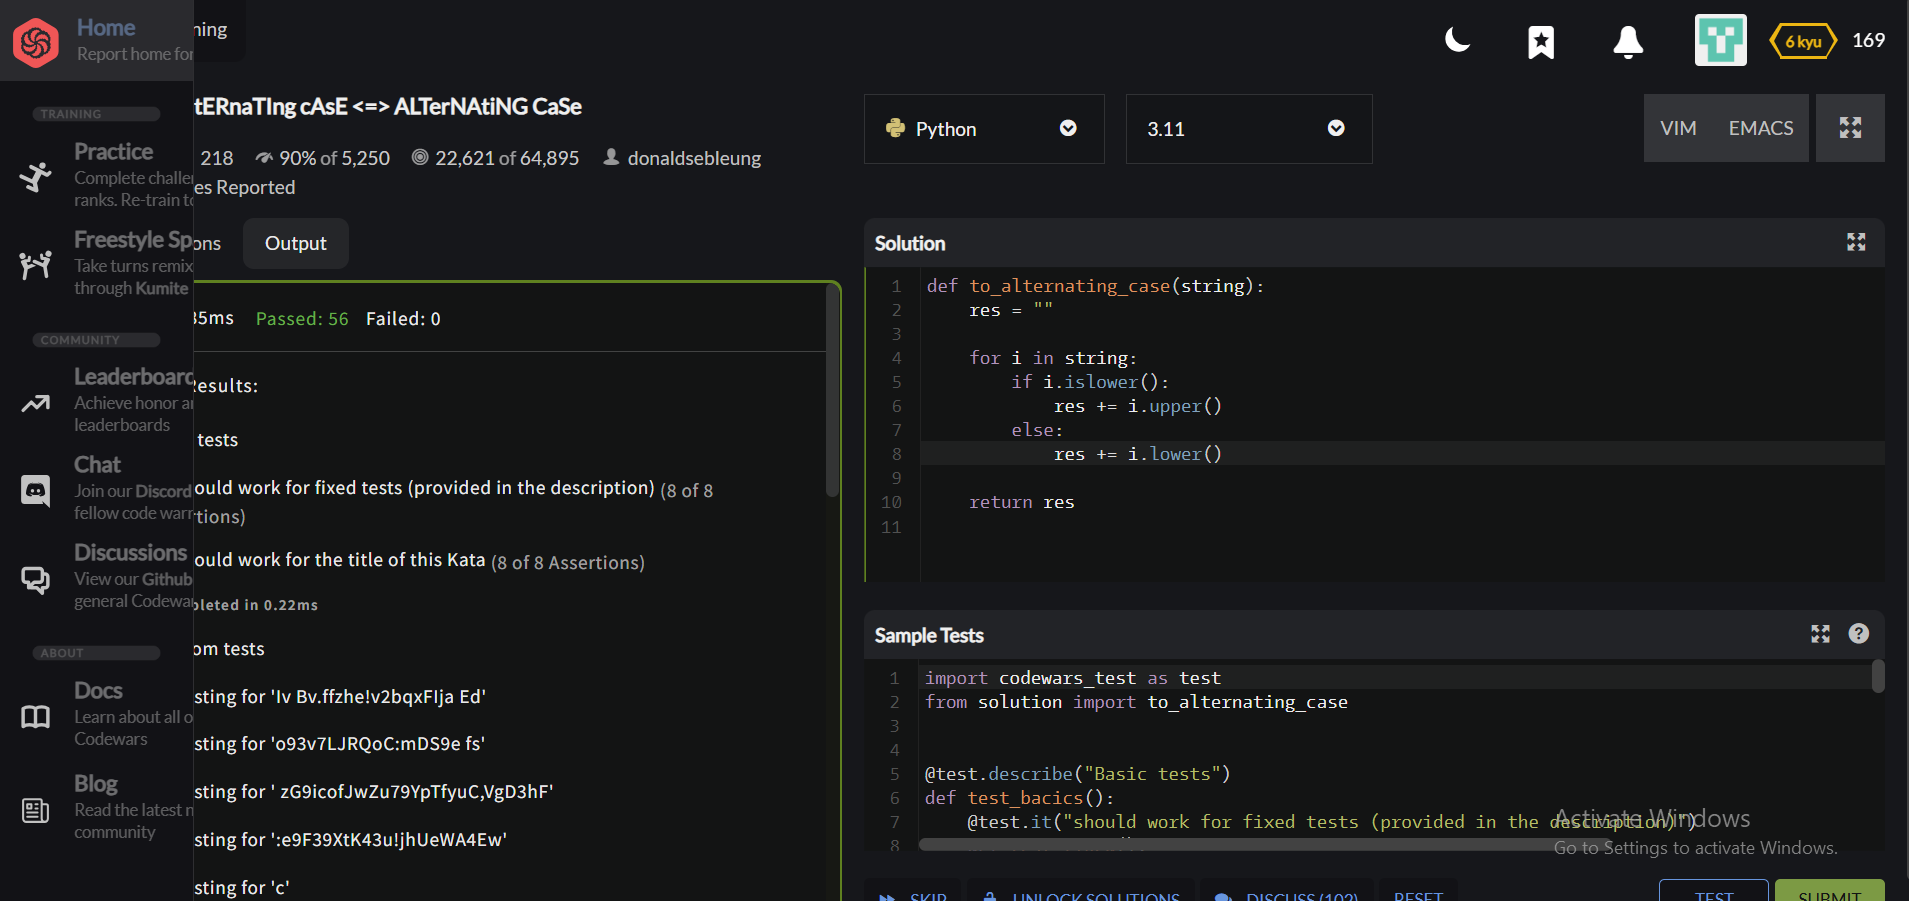 Home
Report home for
ning
6 kyu
169
TRAINING
Practice
Complete challe
ranks. Re-train to
Freestyle Sp
Take turns remix
through Kumite
COMMUNITY
Leaderboard
Achieve honor a
leaderboards
Chat
Join our Discord
fellow code warr
Discussions
View our Github
general Codewa
ABOUT
Docs
Learn about all o
Codewars
Blog
Read the latest n
community
tERnaTIng cAsE <=> ALTerNAtiNG CaSe
218 90% of 5,250 22,621 of 64,895 donaldsebleung
es Reported
ons
Output
35ms Passed: 56 Failed: 0
Results:
tests
ould work for fixed tests (provided in the description) (8 of 8
tions)
ould work for the title of this Kata (8 of 8 Assertions)
pleted in 0.22ms
om tests
sting for 'Iv Bv.ffzhe!v2bqxFIja Ed'
sting for 'o93v7LJRQoC:mDS9e fs'
sting for ' zG9icofJwZu79YpTfyuC,VgD3hF'
sting for ':e9F39XtK43u!jhUeWA4Ew'
sting for 'c'
Python
3.11
VIM
EMACS
Solution
1 def to_alternating_case(string):
2     res = ""
3
4     for i in string:
5         if i.islower():
6             res += i.upper()
7         else:
8             res += i.lower()
9
10     return res
11
Sample Tests
1 import codewars_test as test
2 from solution import to_alternating_case
3
4
5 @test.describe("Basic tests")
6 def test_bacics():
7     @test.it("should work for fixed tests (provided in the description)")
8
Activate Windows
Go to Settings to activate Windows.
SKIP
UNLOCK SOLUTIONS
DISCUSS (102)
RESET
TEST
SUBMIT